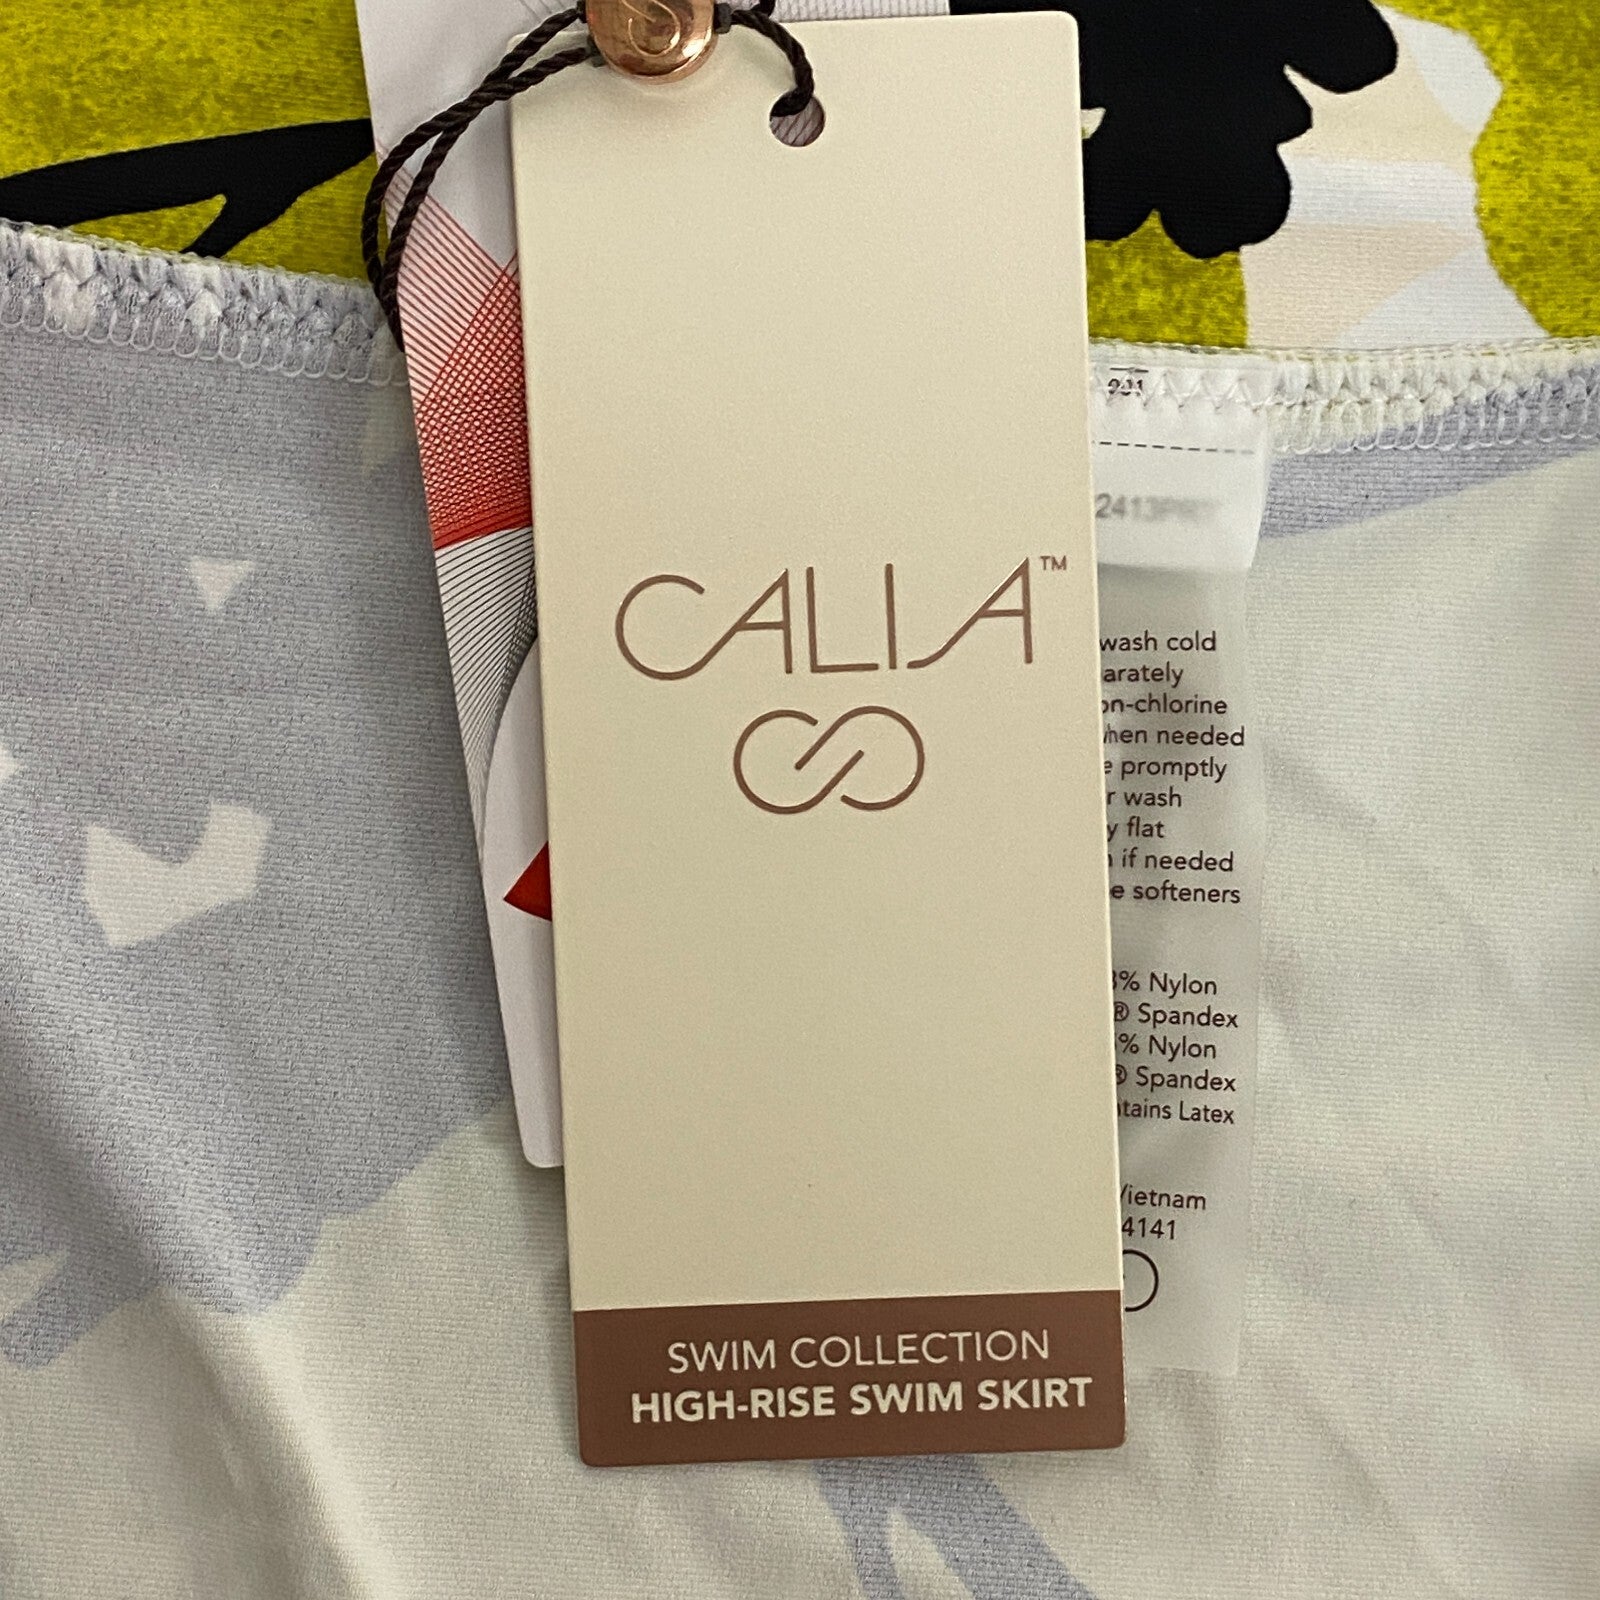 CALIA™
SWIM COLLECTION
HIGH-RISE SWIM SKIRT
wash cold
arately
on-chlorine
hen needed
e promptly
r wash
y flat
if needed
e softeners
% Nylon
® Spandex
% Nylon
® Spandex
tains Latex
Vietnam
4141